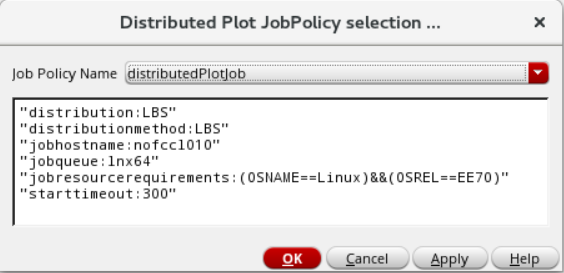 Distributed Plot JobPolicy selection ...
Job Policy Name distributedPlotJob
"distribution:LBS"
"distributionmethod:LBS"
"jobhostname:nofccl010"
"jobqueue:lnx64"
"jobresourcerequirements:(OSNAME==Linux)&&(OSREL==EE70)"
"starttimeout:300"
OK Cancel Apply Help